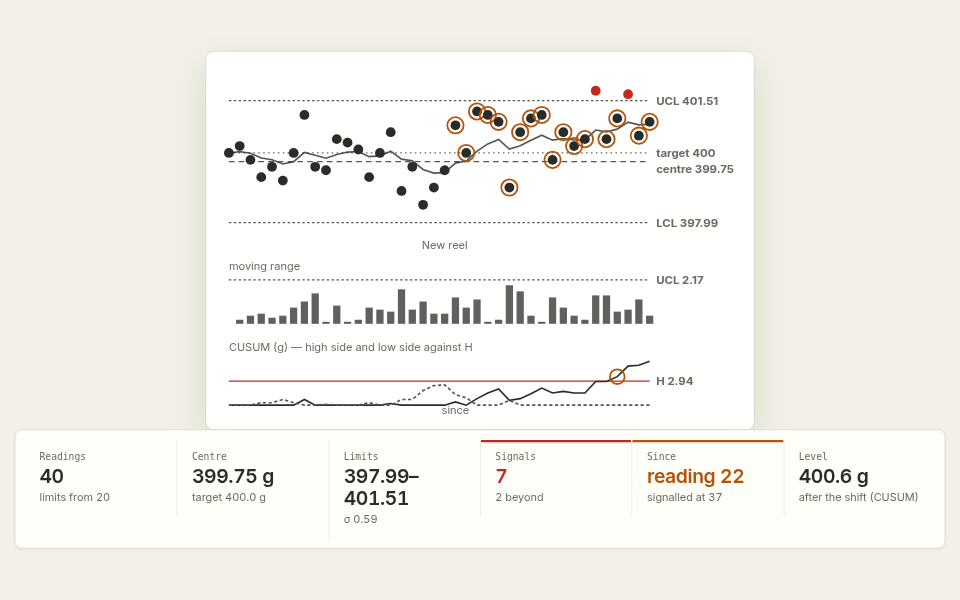 UCL 401.51
target 400
centre 399.75
LCL 397.99
New reel
moving range
UCL 2.17
CUSUM (g) — high side and low side against H
H 2.94
since
Readings
40
limits from 20
Centre
399.75 g
target 400.0 g
Limits
397.99–
401.51
σ 0.59
Signals
7
2 beyond
Since
reading 22
signalled at 37
Level
400.6 g
after the shift (CUSUM)